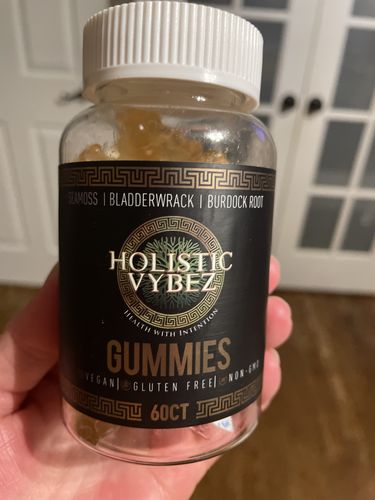 SEAMOSS | BLADDERWRACK | BURDOCK ROOT
HOLISTIC
VYBEZ
HEALTH WITH INTENTION
GUMMIES
VEGAN | GLUTEN FREE | NON-GMO
60CT